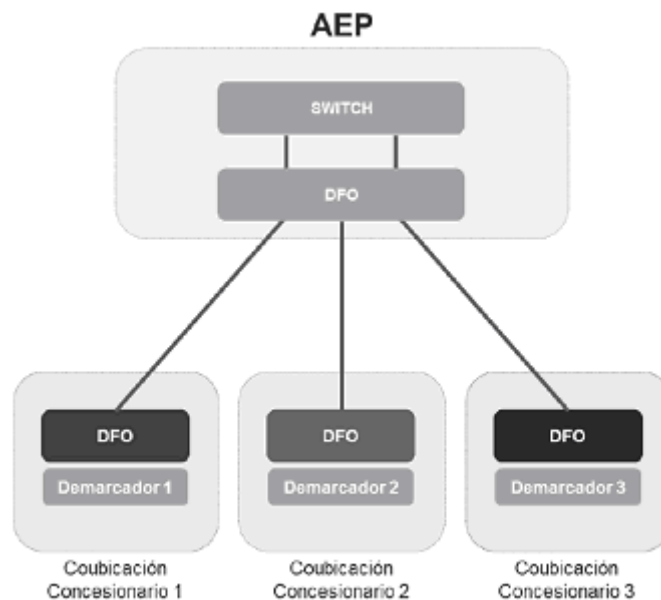 AEP
SWITCH
DFO
DFO
DFO
DFO
Demarcador 1
Demarcador 2
Demarcador 3
Coubicación
Concesionario 1
Coubicación
Concesionario 2
Coubicación
Concesionario 3